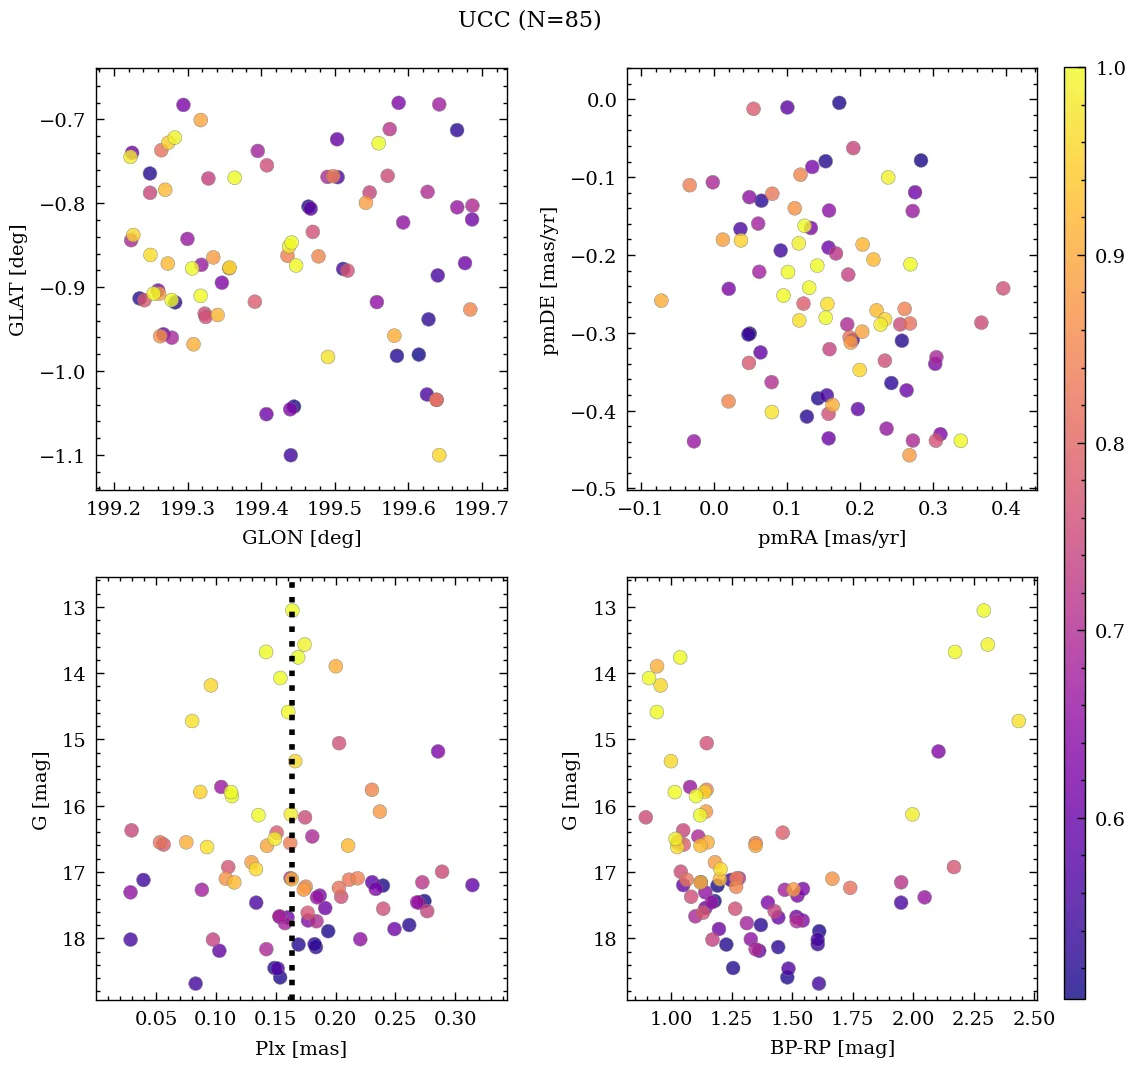 UCC (N=85)
−0.7
−0.8
−0.9
−1.0
−1.1
GLAT [deg]
199.2 199.3 199.4 199.5 199.6 199.7
GLON [deg]
0.0
−0.1
−0.2
−0.3
−0.4
−0.5
pmDE [mas/yr]
−0.1 0.0 0.1 0.2 0.3 0.4
pmRA [mas/yr]
13
14
15
16
17
18
G [mag]
0.05 0.10 0.15 0.20 0.25 0.30
Plx [mas]
13
14
15
16
17
18
G [mag]
1.00 1.25 1.50 1.75 2.00 2.25 2.50
BP-RP [mag]
1.0
0.9
0.8
0.7
0.6